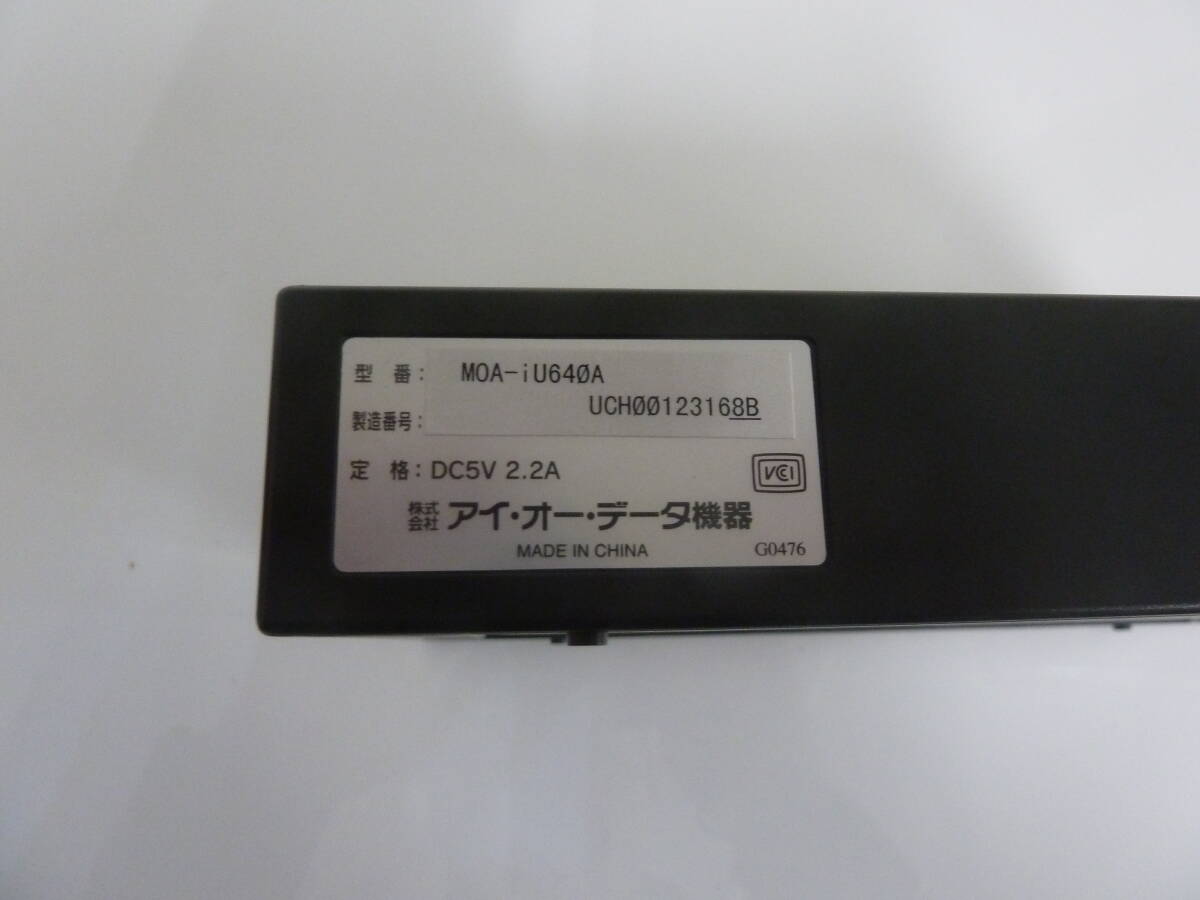 型 番： MOA-iU640A
製造番号： UCH00123168B
定 格：DC5V 2.2A
VCCI
株式会社 アイ・オー・データ機器
MADE IN CHINA G0476